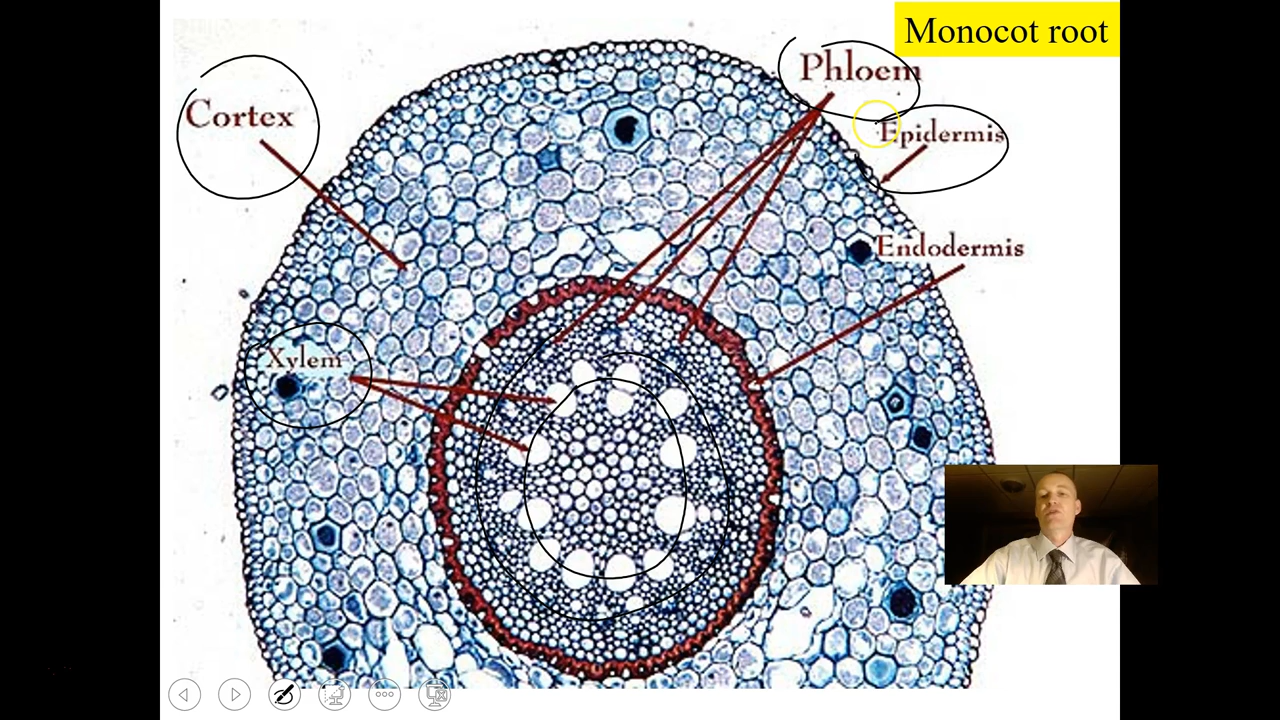 Monocot root
Phloem
Cortex
Epidermis
Endodermis
Xylem